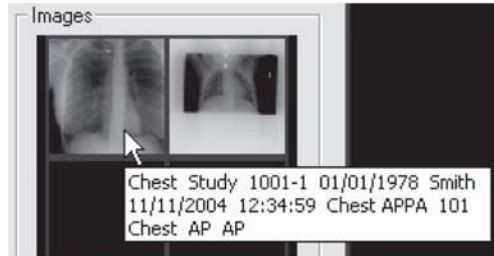 Images
Chest Study 1001-1 01/01/1978 Smith
11/11/2004 12:34:59 Chest APPA 101
Chest AP AP